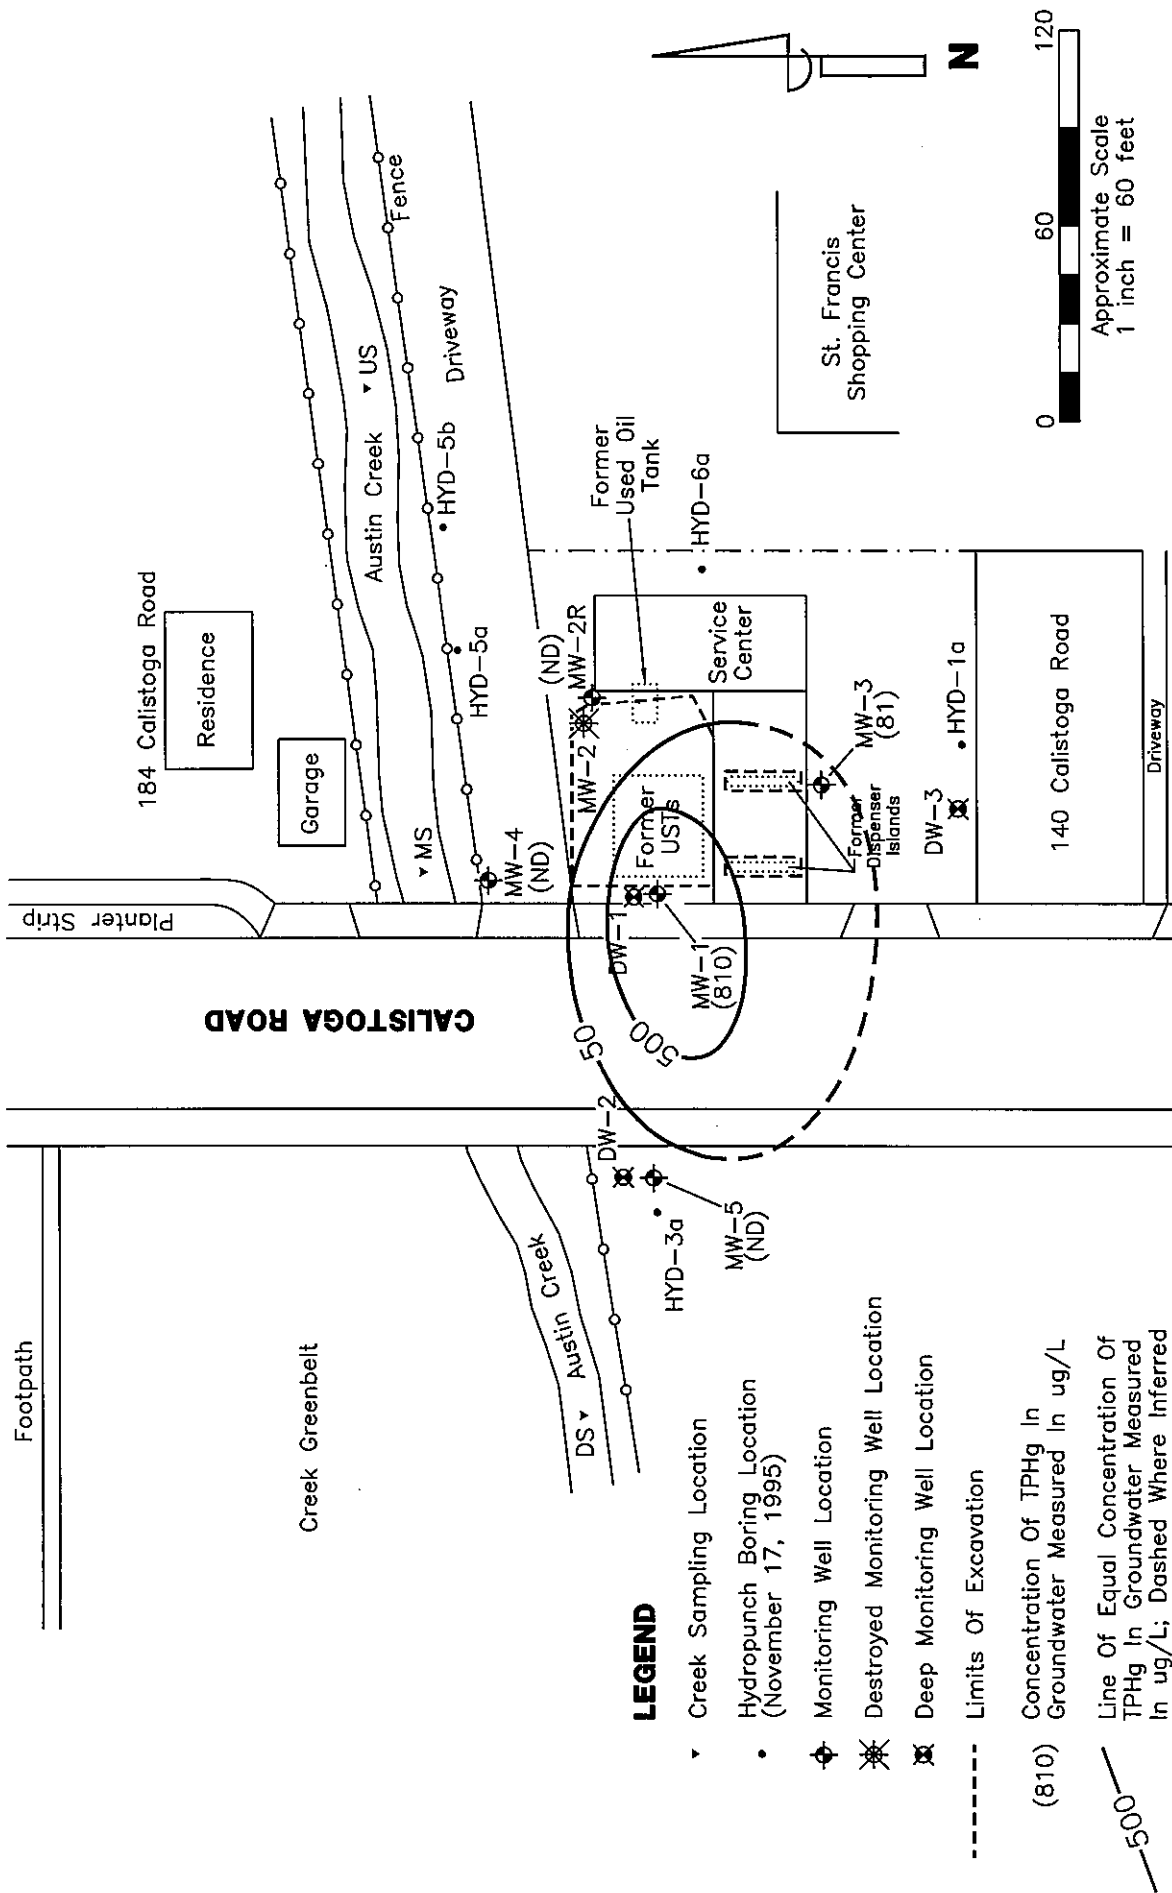 Footpath
Creek Greenbelt
Planter Strip
CALISTOGA ROAD
184 Calistoga Road
Residence
Garage
Austin Creek
US
MS
Fence
Driveway
HYD-5b
HYD-5a
MW-4
(ND)
(ND)
MW-2R
MW-2
Former
Used Oil
Tank
HYD-6a
Service
Center
Former
USTs
DW-1
MW-1
(810)
50
500
Former
Dispenser
Islands
MW-3
(81)
DW-3
HYD-1a
140 Calistoga Road
Driveway
St. Francis
Shopping Center
DS
Austin Creek
DW-2
HYD-3a
MW-5
(ND)
N
0
60
120
Approximate Scale
1 inch = 60 feet
LEGEND
Creek Sampling Location
Hydropunch Boring Location
(November 17, 1995)
Monitoring Well Location
Destroyed Monitoring Well Location
Deep Monitoring Well Location
Limits Of Excavation
(810) Concentration Of TPHg In
Groundwater Measured In ug/L
500 Line Of Equal Concentration Of
TPHg In Groundwater Measured
In ug/L; Dashed Where Inferred